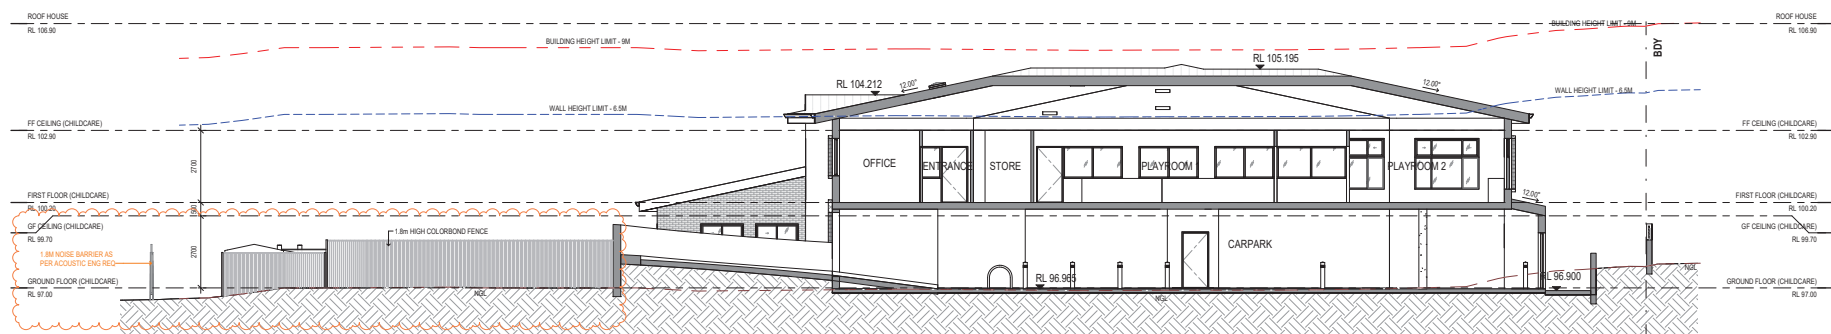 ROOF HOUSE
RL 106.90
BUILDING HEIGHT LIMIT - 9M
BUILDING HEIGHT LIMIT - 9M
ROOF HOUSE
RL 106.90
BDY
RL 105.195
RL 104.212
12.00°
12.00°
WALL HEIGHT LIMIT - 6.5M
WALL HEIGHT LIMIT - 6.5M
FF CEILING (CHILDCARE)
RL 102.90
FF CEILING (CHILDCARE)
RL 102.90
2700
OFFICE
ENTRANCE
STORE
PLAYROOM 1
PLAYROOM 2
FIRST FLOOR (CHILDCARE)
RL 100.20
500
12.00°
FIRST FLOOR (CHILDCARE)
RL 100.20
GF CEILING (CHILDCARE)
RL 99.70
1.8m HIGH COLORBOND FENCE
GF CEILING (CHILDCARE)
RL 99.70
2700
CARPARK
1.8M NOISE BARRIER AS
PER ACOUSTIC ENG REQ
GROUND FLOOR (CHILDCARE)
RL 97.00
NGL
RL 96.965
NGL
RL 96.900
NGL
GROUND FLOOR (CHILDCARE)
RL 97.00